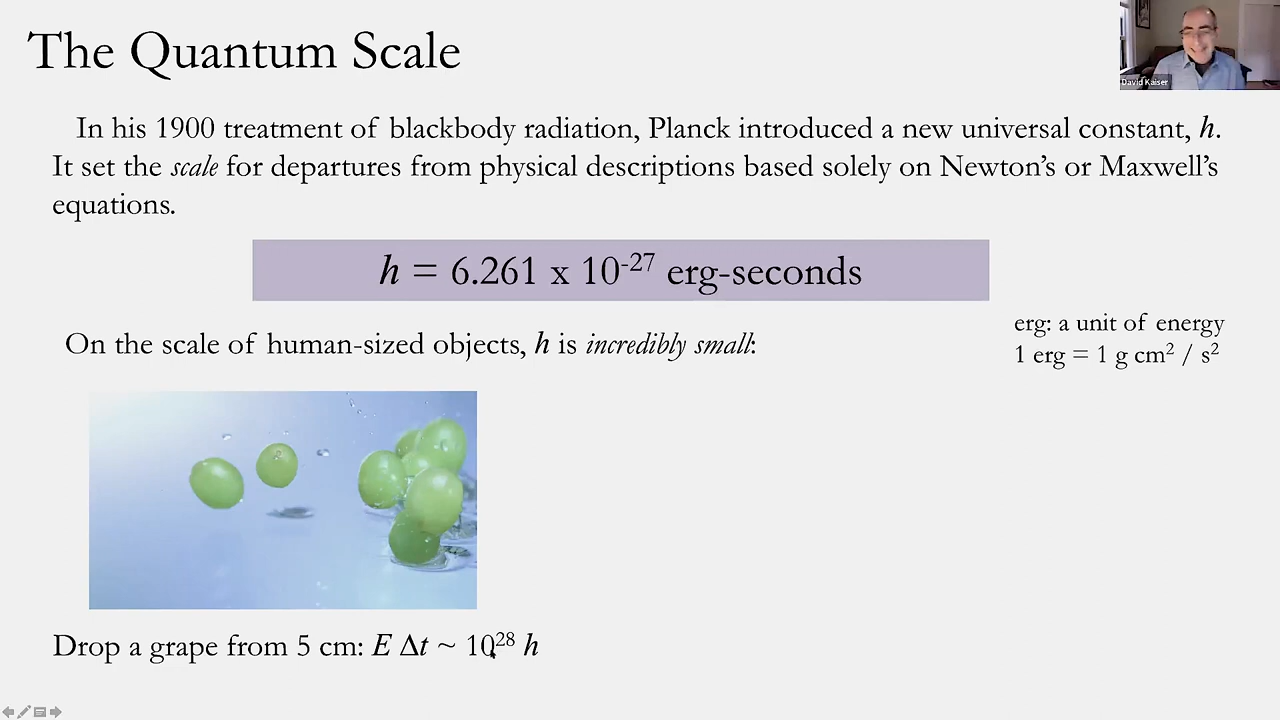 The Quantum Scale
David Kaiser
In his 1900 treatment of blackbody radiation, Planck introduced a new universal constant, h.
It set the scale for departures from physical descriptions based solely on Newton’s or Maxwell’s
equations.
h = 6.261 x 10⁻²⁷ erg-seconds
erg: a unit of energy
1 erg = 1 g cm² / s²
On the scale of human-sized objects, h is incredibly small:
Drop a grape from 5 cm: E Δt ~ 10²⁸ h